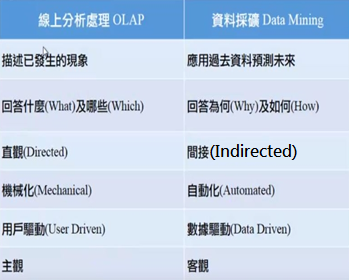 線上分析處理 OLAP 資料採礦 Data Mining
描述已發生的現象 應用過去資料預測未來
回答什麼(What)及哪些(Which) 回答為何(Why)及如何(How)
直觀(Directed) 間接(Indirected)
機械化(Mechanical) 自動化(Automated)
用戶驅動(User Driven) 數據驅動(Data Driven)
主觀 客觀